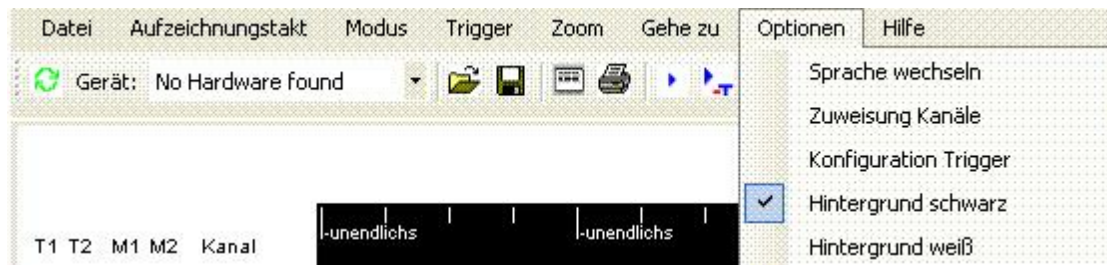 Datei Aufzeichnungstakt Modus Trigger Zoom Gehe zu Optionen Hilfe
Gerät: No Hardware found
T
Sprache wechseln
Zuweisung Kanäle
Konfiguration Trigger
Hintergrund schwarz
Hintergrund weiß
-unendlichs -unendlichs
T1 T2 M1 M2 Kanal